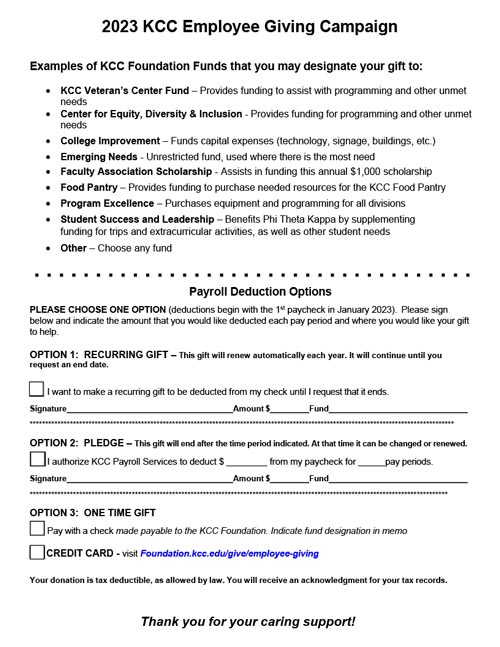 2023 KCC Employee Giving Campaign
Examples of KCC Foundation Funds that you may designate your gift to:
• KCC Veteran's Center Fund – Provides funding to assist with programming and other unmet
needs
• Center for Equity, Diversity & Inclusion - Provides funding for programming and other unmet
needs
• College Improvement – Funds capital expenses (technology, signage, buildings, etc.)
• Emerging Needs - Unrestricted fund, used where there is the most need
• Faculty Association Scholarship - Assists in funding this annual $1,000 scholarship
• Food Pantry – Provides funding to purchase needed resources for the KCC Food Pantry
• Program Excellence – Purchases equipment and programming for all divisions
• Student Success and Leadership – Benefits Phi Theta Kappa by supplementing
funding for trips and extracurricular activities, as well as other student needs
• Other – Choose any fund
Payroll Deduction Options
PLEASE CHOOSE ONE OPTION (deductions begin with the 1st paycheck in January 2023). Please sign
below and indicate the amount that you would like deducted each pay period and where you would like your gift
to help.
OPTION 1: RECURRING GIFT – This gift will renew automatically each year. It will continue until you
request an end date.
I want to make a recurring gift to be deducted from my check until I request that it ends.
Signature____________________Amount $________Fund____________________
OPTION 2: PLEDGE – This gift will end after the time period indicated. At that time it can be changed or renewed.
I authorize KCC Payroll Services to deduct $ ________ from my paycheck for _____pay periods.
Signature____________________Amount $________Fund____________________
OPTION 3: ONE TIME GIFT
Pay with a check made payable to the KCC Foundation. Indicate fund designation in memo
CREDIT CARD - visit Foundation.kcc.edu/give/employee-giving
Your donation is tax deductible, as allowed by law. You will receive an acknowledgment for your tax records.
Thank you for your caring support!